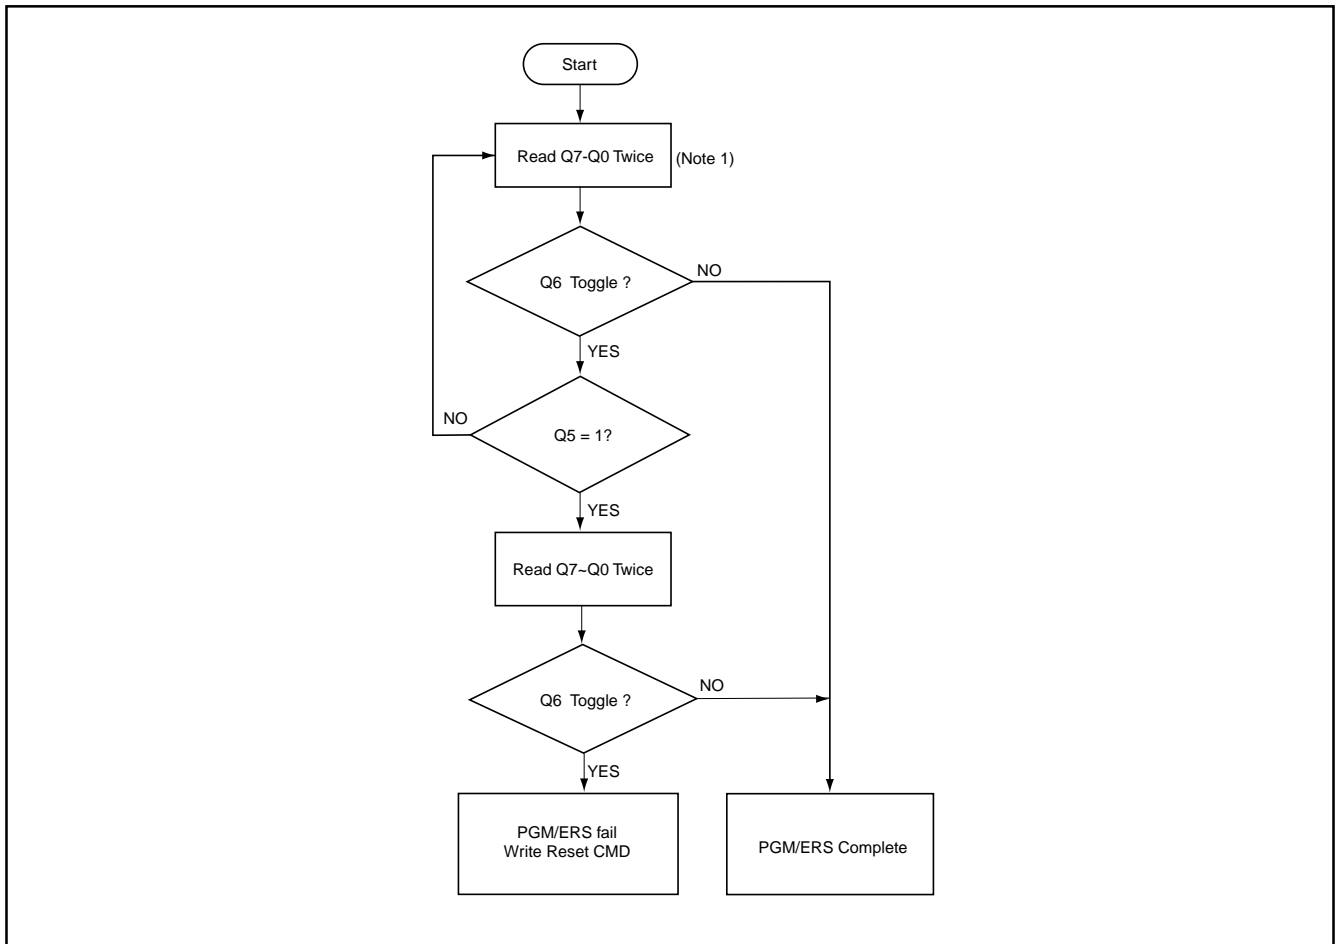 Start
Read Q7-Q0 Twice
(Note 1)
Q6 Toggle ?
NO
YES
NO
Q5 = 1?
YES
Read Q7~Q0 Twice
Q6 Toggle ?
NO
YES
PGM/ERS fail
Write Reset CMD
PGM/ERS Complete